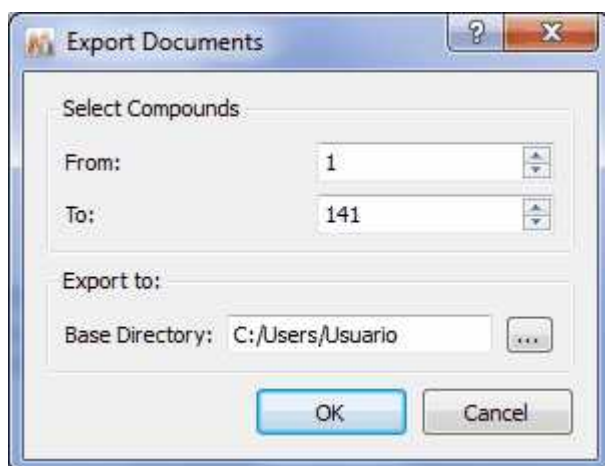 Export Documents
Select Compounds
From: 1
To: 141
Export to:
Base Directory: C:/Users/Usuario ...
OK Cancel